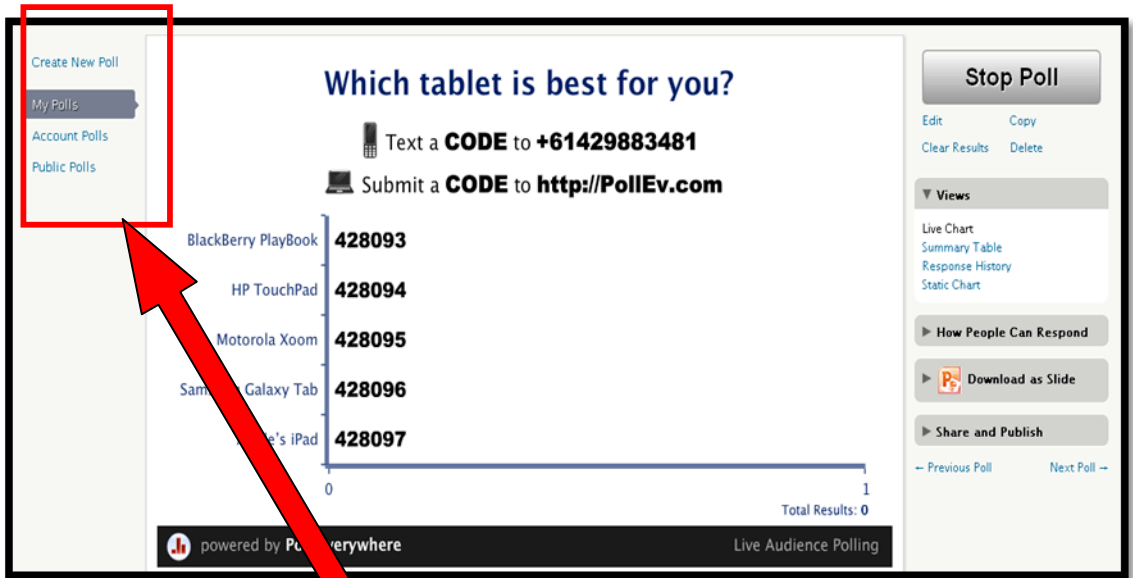 Create New Poll
My Polls
Account Polls
Public Polls
Which tablet is best for you?
Text a CODE to +61429883481
Submit a CODE to http://PollEv.com
BlackBerry PlayBook 428093
HP TouchPad 428094
Motorola Xoom 428095
Galaxy Tab 428096
iPad 428097
0 1
Total Results: 0
powered by
Live Audience Polling
Stop Poll
Edit Copy
Clear Results Delete
▼ Views
Live Chart
Summary Table
Response History
Static Chart
▶ How People Can Respond
▶ Download as Slide
▶ Share and Publish
← Previous Poll Next Poll →